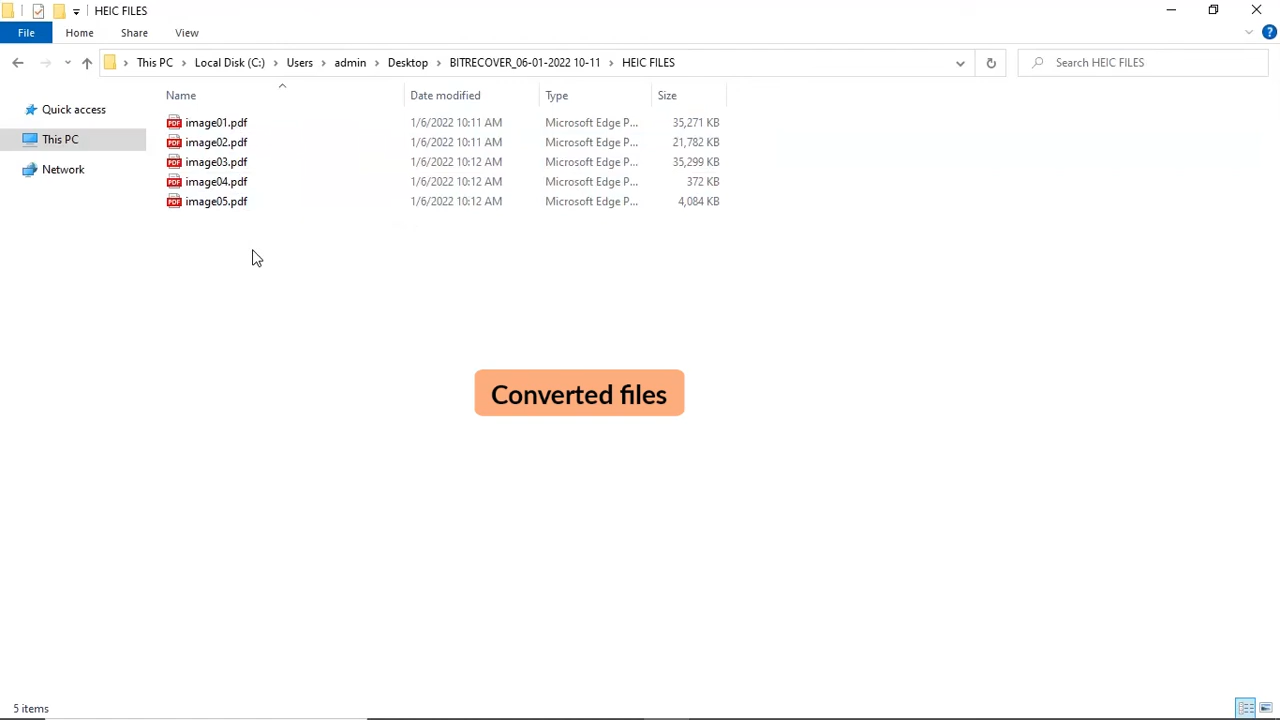 HEIC FILES
File Home Share View
This PC Local Disk (C:) Users admin Desktop BITRECOVER_06-01-2022 10-11 HEIC FILES Search HEIC FILES
Name Date modified Type Size
Quick access
This PC
Network
image01.pdf 1/6/2022 10:11 AM Microsoft Edge P... 35,271 KB
image02.pdf 1/6/2022 10:11 AM Microsoft Edge P... 21,782 KB
image03.pdf 1/6/2022 10:12 AM Microsoft Edge P... 35,299 KB
image04.pdf 1/6/2022 10:12 AM Microsoft Edge P... 372 KB
image05.pdf 1/6/2022 10:12 AM Microsoft Edge P... 4,084 KB
Converted files
5 items